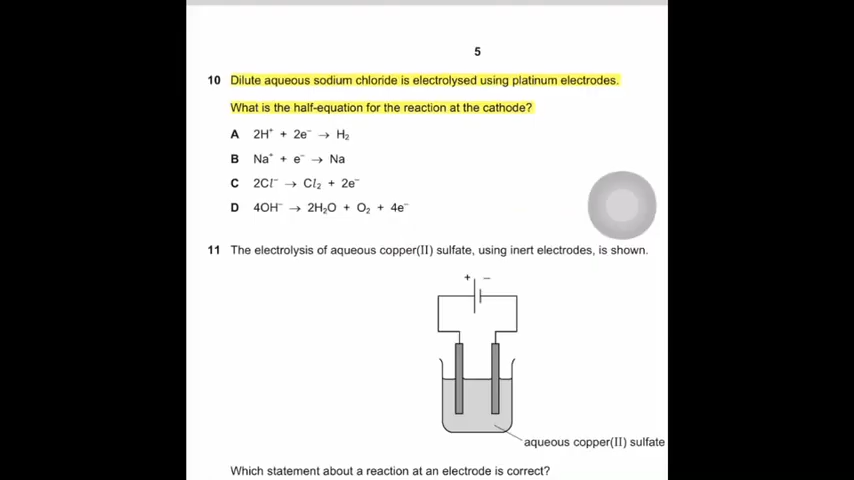 5
10 Dilute aqueous sodium chloride is electrolysed using platinum electrodes.
What is the half-equation for the reaction at the cathode?
A 2H⁺ + 2e⁻ → H₂
B Na⁺ + e⁻ → Na
C 2Cl⁻ → Cl₂ + 2e⁻
D 4OH⁻ → 2H₂O + O₂ + 4e⁻
11 The electrolysis of aqueous copper(II) sulfate, using inert electrodes, is shown.
+ −
aqueous copper(II) sulfate
Which statement about a reaction at an electrode is correct?